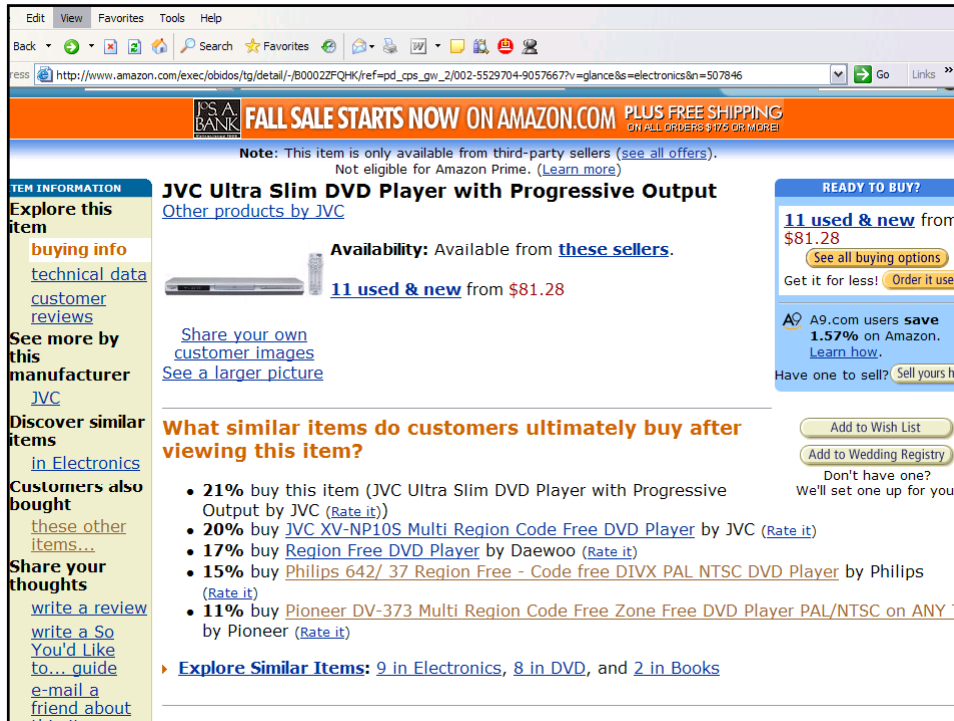 Edit View Favorites Tools Help
Back Search Favorites
ress http://www.amazon.com/exec/obidos/tg/detail/-/B0002ZFQHK/ref=pd_cps_gw_2/002-5529704-9057667?v=glance&s=electronics&n=507846 Go Links »
JOS. A. BANK FALL SALE STARTS NOW ON AMAZON.COM PLUS FREE SHIPPING
ON ALL ORDERS $175 OR MORE!
Note: This item is only available from third-party sellers (see all offers).
Not eligible for Amazon Prime. (Learn more)
TEM INFORMATION
Explore this
item
buying info
technical data
customer
reviews
See more by
this
manufacturer
JVC
Discover similar
items
in Electronics
Customers also
bought
these other
items...
Share your
thoughts
write a review
write a So
You'd Like
to... guide
e-mail a
friend about
JVC Ultra Slim DVD Player with Progressive Output
Other products by JVC
Availability: Available from these sellers.
11 used & new from $81.28
Share your own
customer images
See a larger picture
What similar items do customers ultimately buy after
viewing this item?
• 21% buy this item (JVC Ultra Slim DVD Player with Progressive
Output by JVC (Rate it))
• 20% buy JVC XV-NP10S Multi Region Code Free DVD Player by JVC (Rate it)
• 17% buy Region Free DVD Player by Daewoo (Rate it)
• 15% buy Philips 642/ 37 Region Free - Code free DIVX PAL NTSC DVD Player by Philips
(Rate it)
• 11% buy Pioneer DV-373 Multi Region Code Free Zone Free DVD Player PAL/NTSC on ANY
by Pioneer (Rate it)
Explore Similar Items: 9 in Electronics, 8 in DVD, and 2 in Books
READY TO BUY?
11 used & new from
$81.28
See all buying options
Get it for less! Order it use
A9 A9.com users save
1.57% on Amazon.
Learn how.
Have one to sell? Sell yours h
Add to Wish List
Add to Wedding Registry
Don't have one?
We'll set one up for you